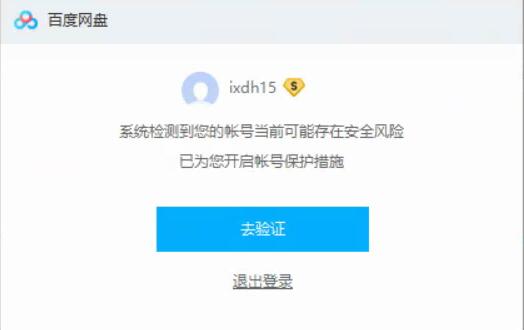 百度网盘
ixdh15 S
系统检测到您的帐号当前可能存在安全风险
已为您开启帐号保护措施
去验证
退出登录